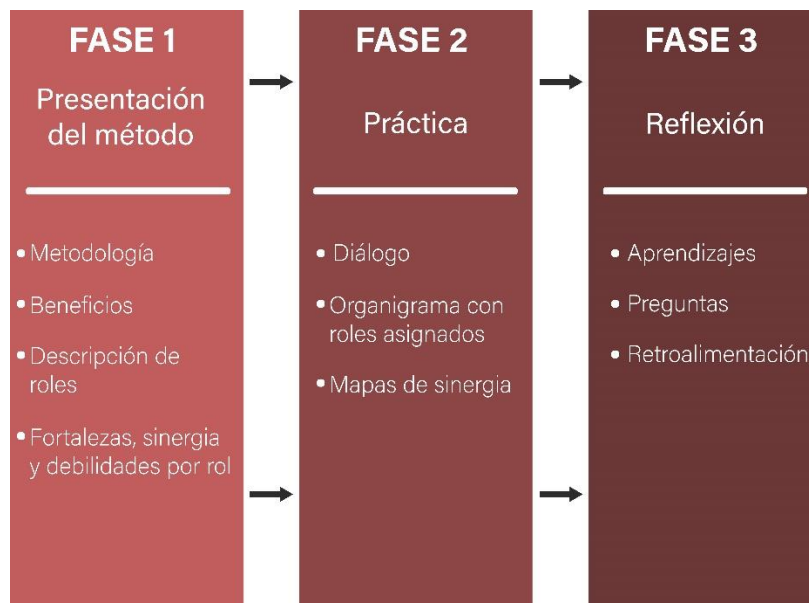 FASE 1
Presentación
del método
• Metodología
• Beneficios
• Descripción de
roles
• Fortalezas, sinergia
y debilidades por rol
FASE 2
Práctica
• Diálogo
• Organigrama con
roles asignados
• Mapas de sinergia
FASE 3
Reflexión
• Aprendizajes
• Preguntas
• Retroalimentación